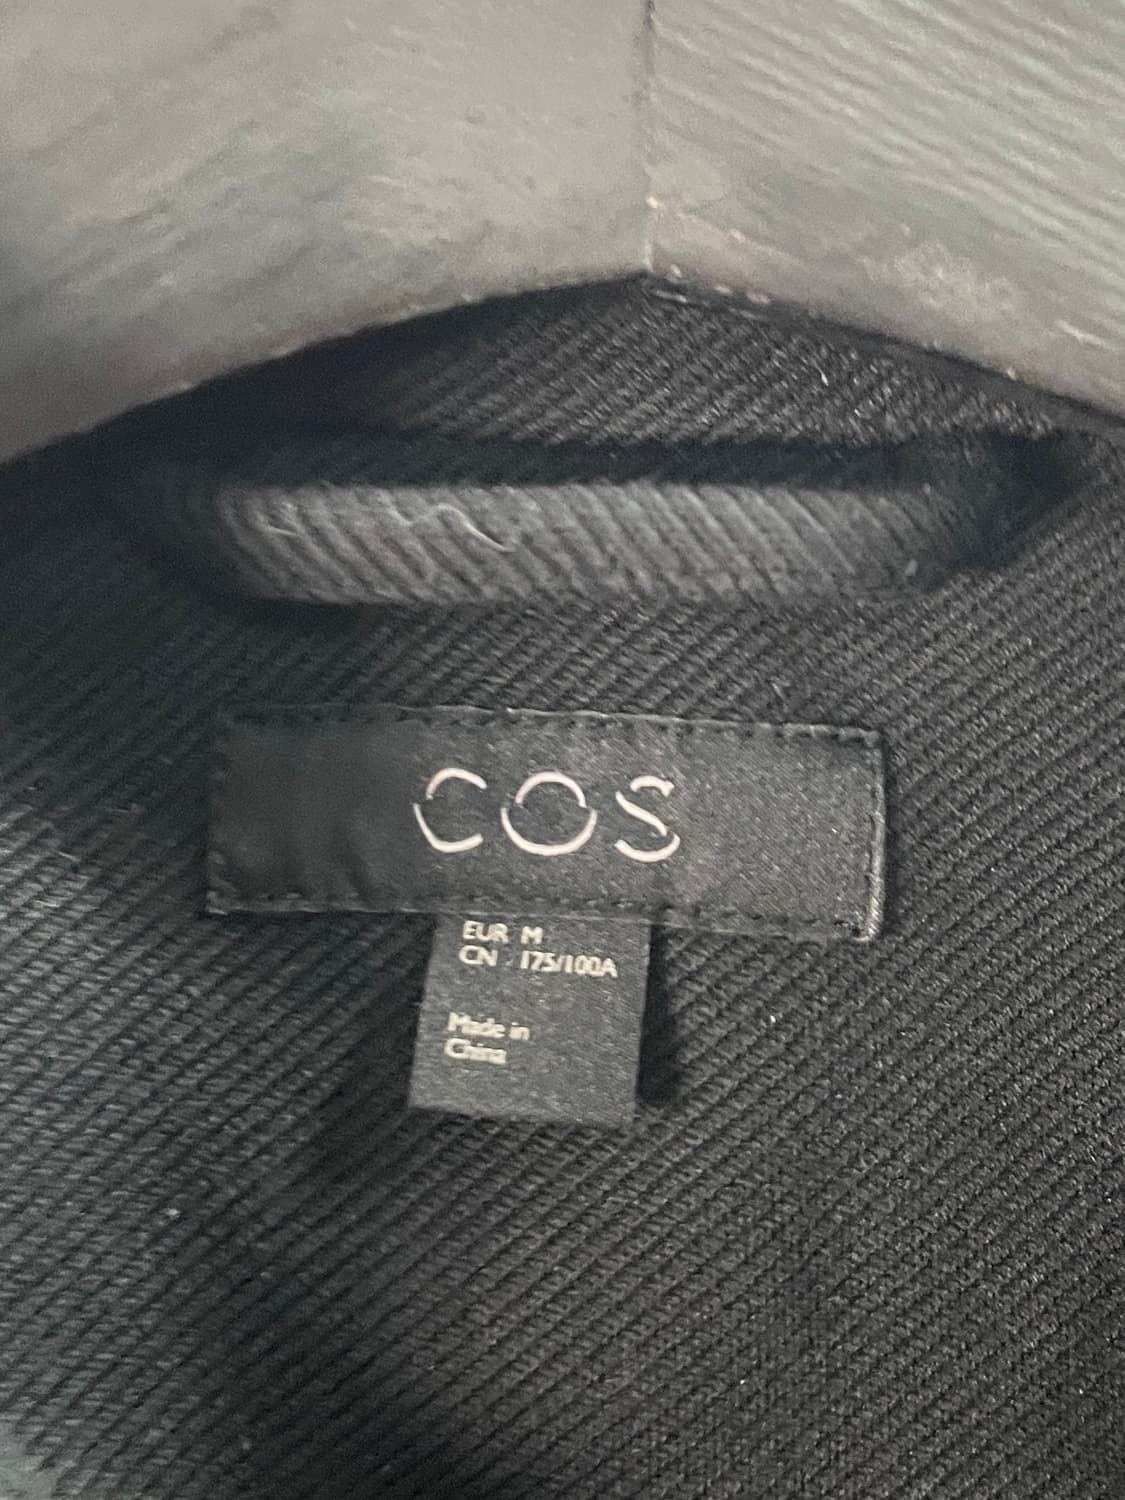 COS
EUR M
CN 175/100A
Made in
China